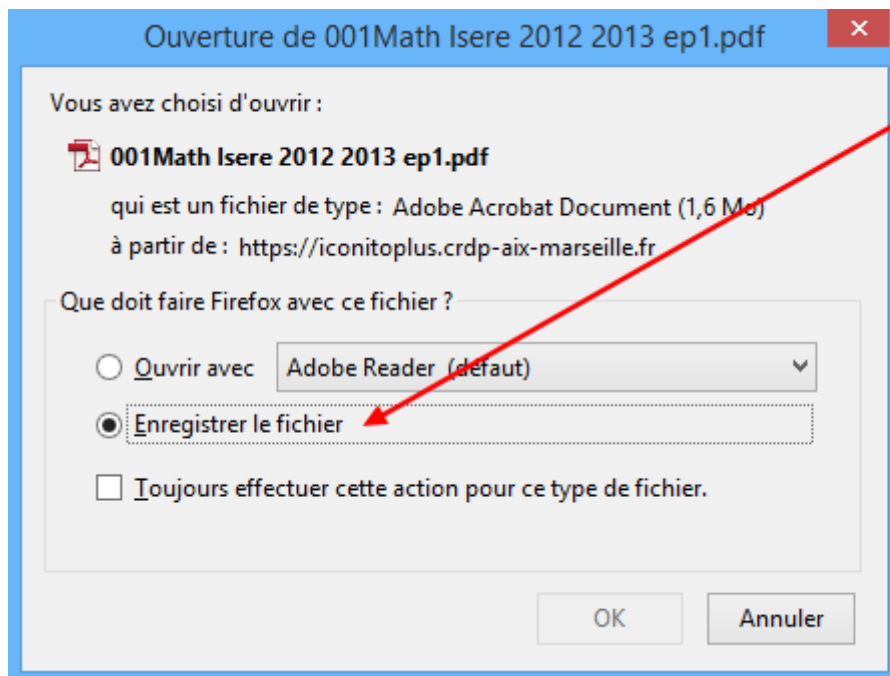 Ouverture de 001Math Isere 2012 2013 ep1.pdf
Vous avez choisi d'ouvrir :
001Math Isere 2012 2013 ep1.pdf
qui est un fichier de type : Adobe Acrobat Document (1,6 Mo)
à partir de : https://iconitoplus.crdp-aix-marseille.fr
Que doit faire Firefox avec ce fichier ?
Ouvrir avec Adobe Reader (défaut)
Enregistrer le fichier
Toujours effectuer cette action pour ce type de fichier.
OK Annuler